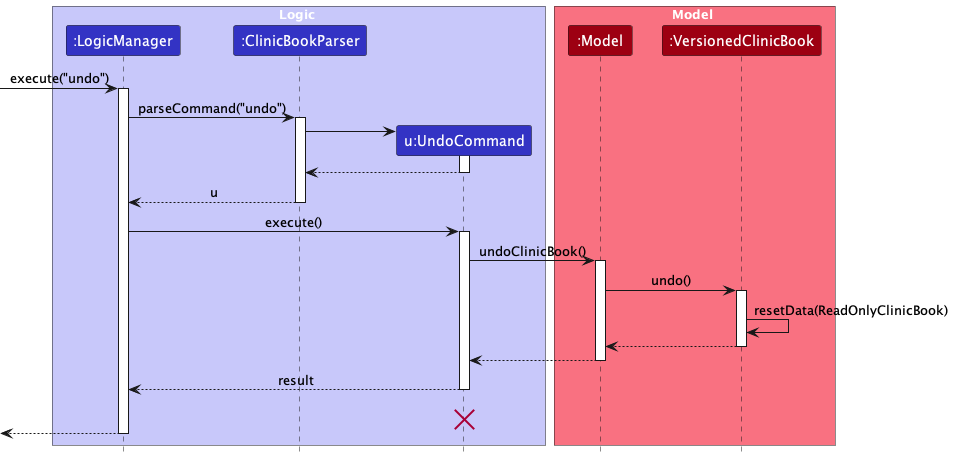 Logic
Model
:LogicManager
:ClinicBookParser
:Model
:VersionedClinicBook
execute("undo")
parseCommand("undo")
u:UndoCommand
u
execute()
undoClinicBook()
undo()
resetData(ReadOnlyClinicBook)
result